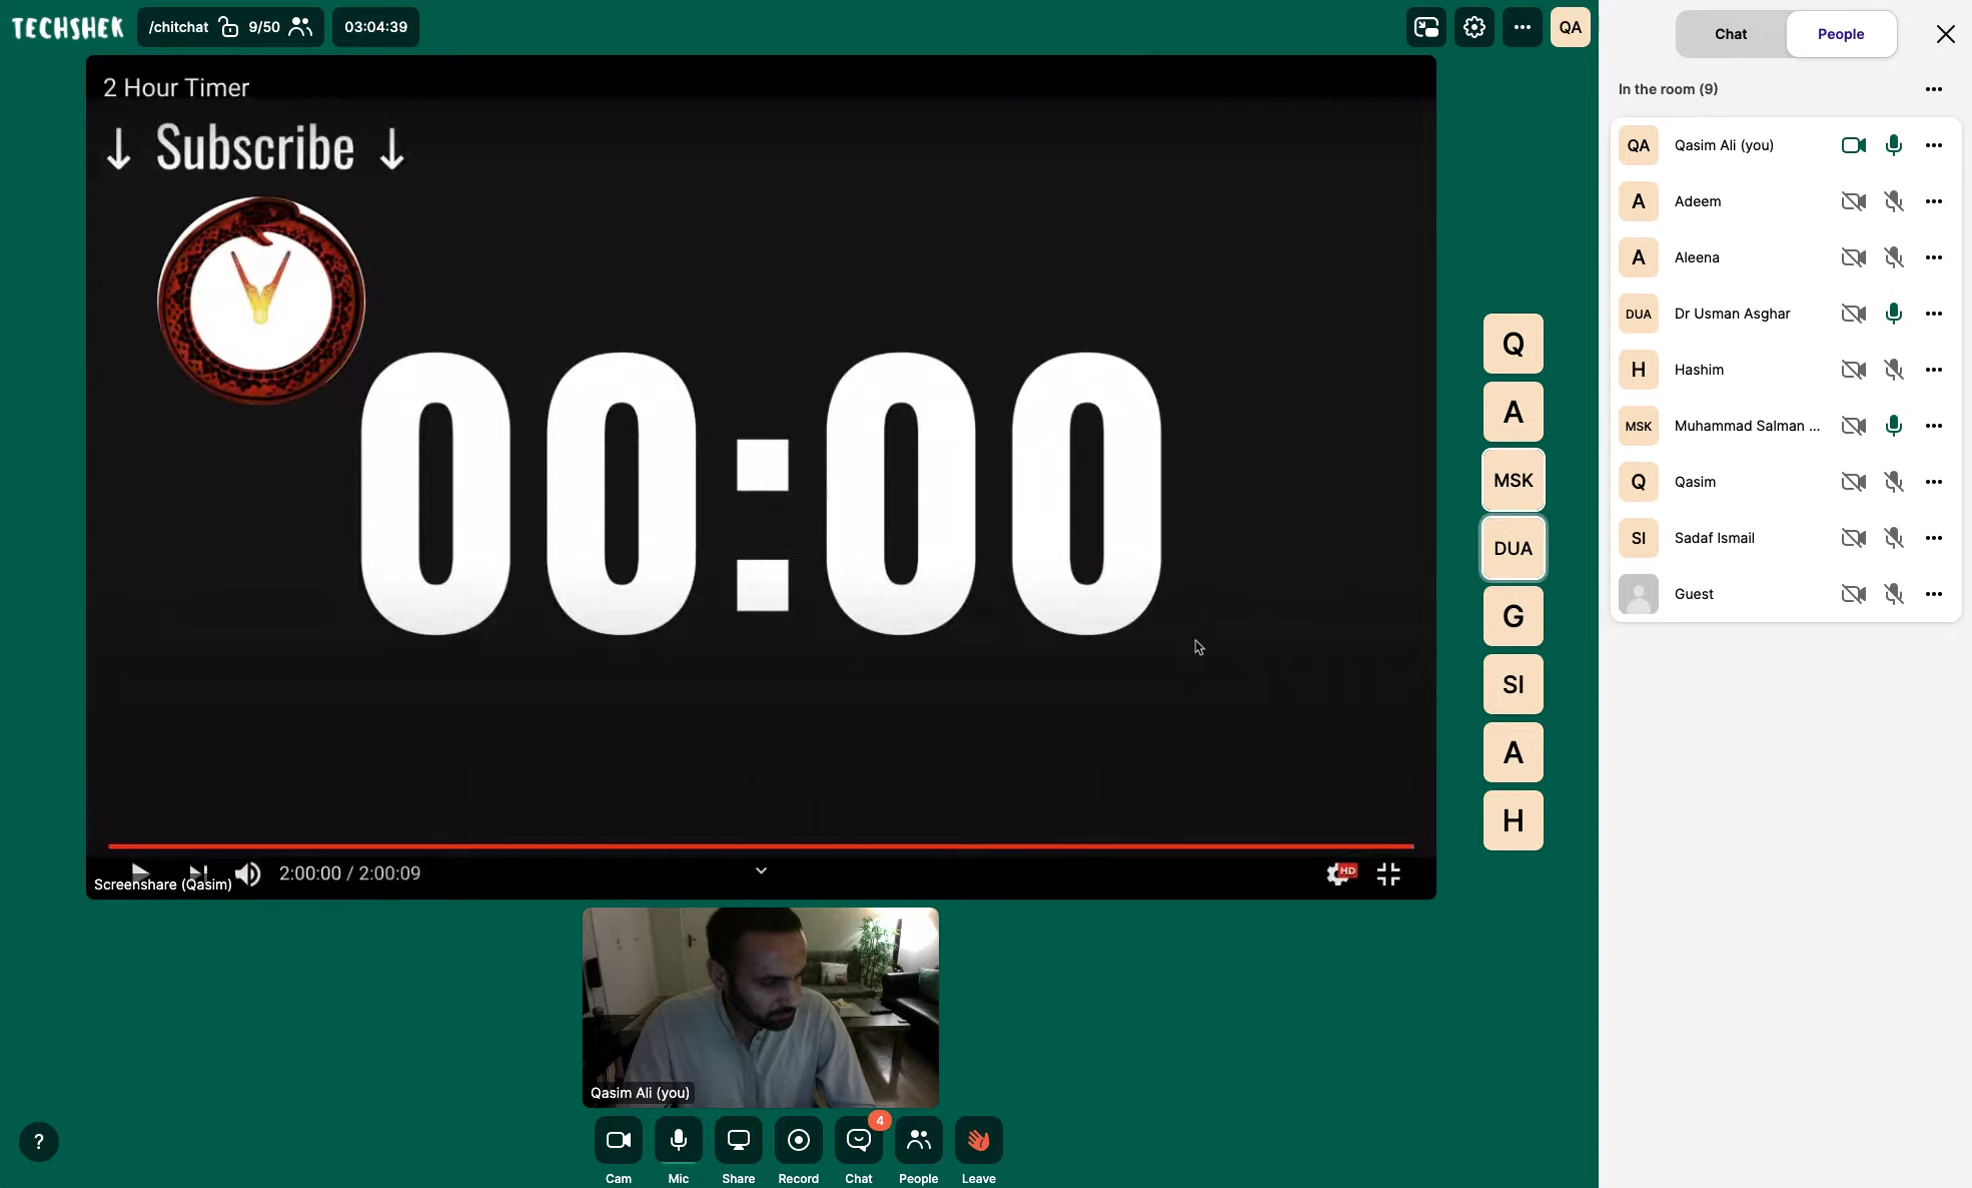 TECHSHEK
/chitchat 9/50
03:04:39
QA
Chat
People
In the room (9)
2 Hour Timer
↓ Subscribe ↓
00:00
Screenshare (Qasim)
2:00:00 / 2:00:09
HD
Q
A
MSK
DUA
G
SI
A
H
QA Qasim Ali (you)
A Adeem
A Aleena
DUA Dr Usman Asghar
H Hashim
MSK Muhammad Salman ...
Q Qasim
SI Sadaf Ismail
Guest
Qasim Ali (you)
?
4
Cam
Mic
Share
Record
Chat
People
Leave